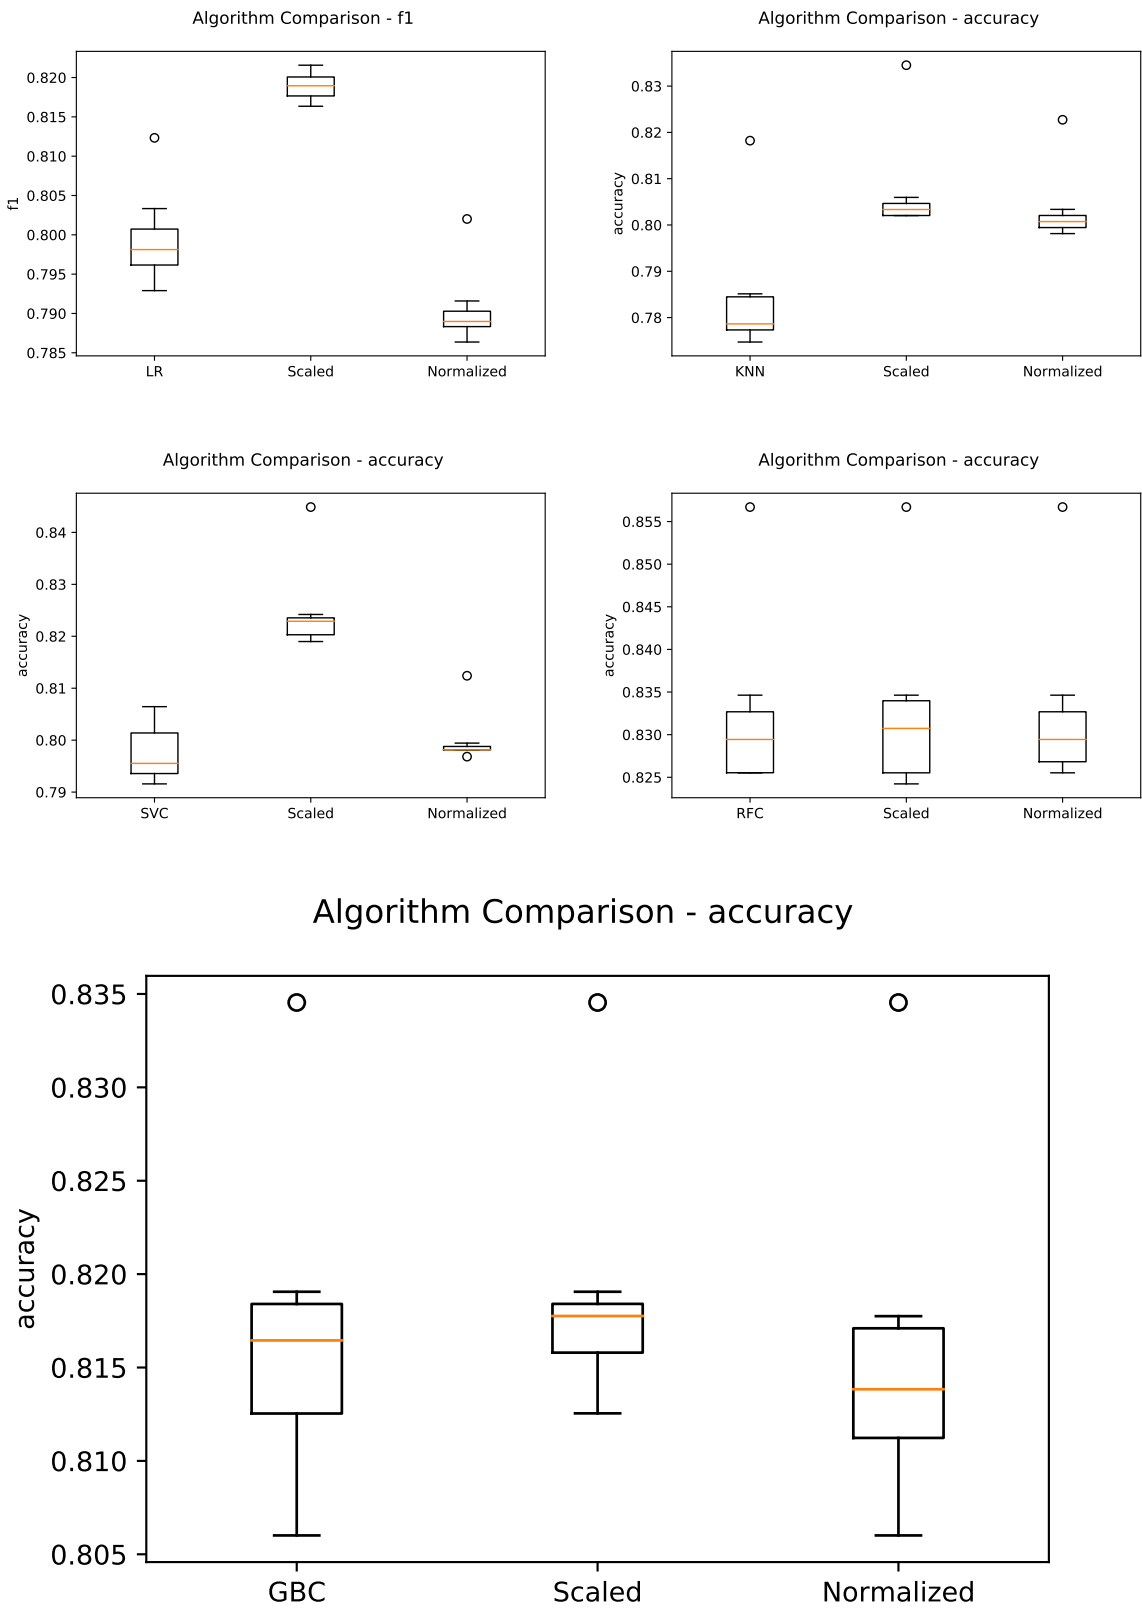 Algorithm Comparison - f1
0.820
0.815
0.810
0.805
0.800
0.795
0.790
0.785
f1
LR Scaled Normalized
Algorithm Comparison - accuracy
0.83
0.82
0.81
0.80
0.79
0.78
accuracy
KNN Scaled Normalized
Algorithm Comparison - accuracy
0.84
0.83
0.82
0.81
0.80
0.79
accuracy
SVC Scaled Normalized
Algorithm Comparison - accuracy
0.855
0.850
0.845
0.840
0.835
0.830
0.825
accuracy
RFC Scaled Normalized
Algorithm Comparison - accuracy
0.835
0.830
0.825
0.820
0.815
0.810
0.805
accuracy
GBC Scaled Normalized